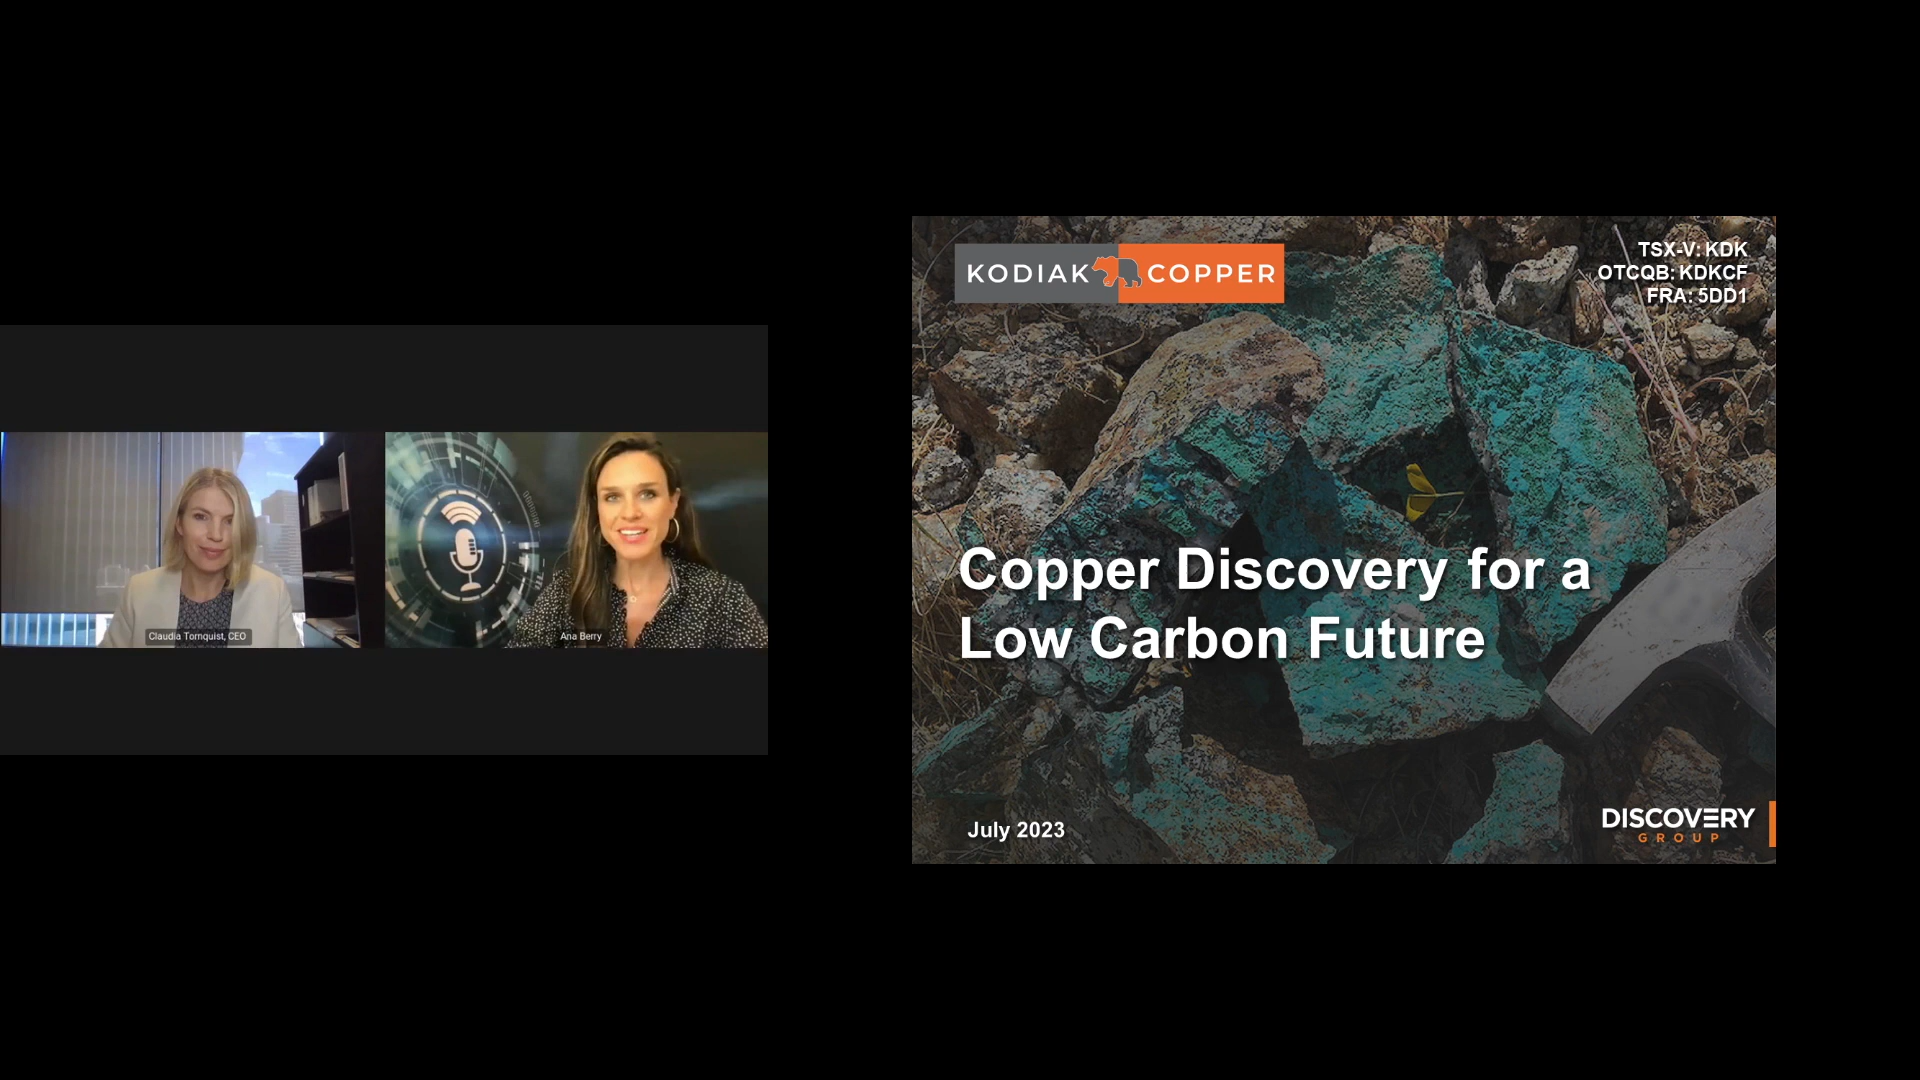 Claudia Tornquist, CEO
Ana Berry
KODIAK COPPER
TSX-V: KDK
OTCQB: KDKCF
FRA: 5DD1
Copper Discovery for a
Low Carbon Future
July 2023
DISCOVERY
GROUP